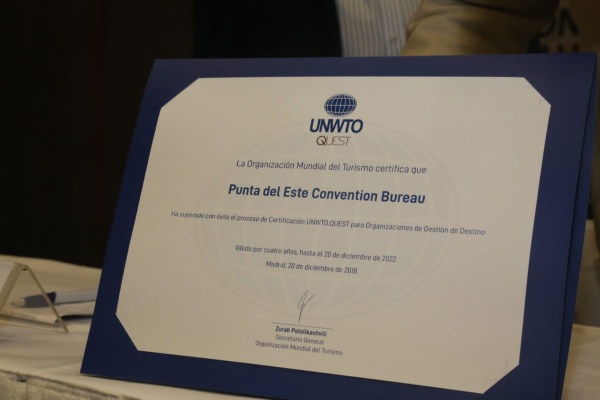 UNWTO
QUEST
La Organización Mundial del Turismo certifica que
Punta del Este Convention Bureau
Ha superado con éxito el proceso de Certificación UNWTO.QUEST para Organizaciones de Gestión de Destino
Válido por cuatro años, hasta el 20 de diciembre de 2022
Madrid, 20 de diciembre de 2018
Zurab Pololikashvili
Secretario General
Organización Mundial del Turismo